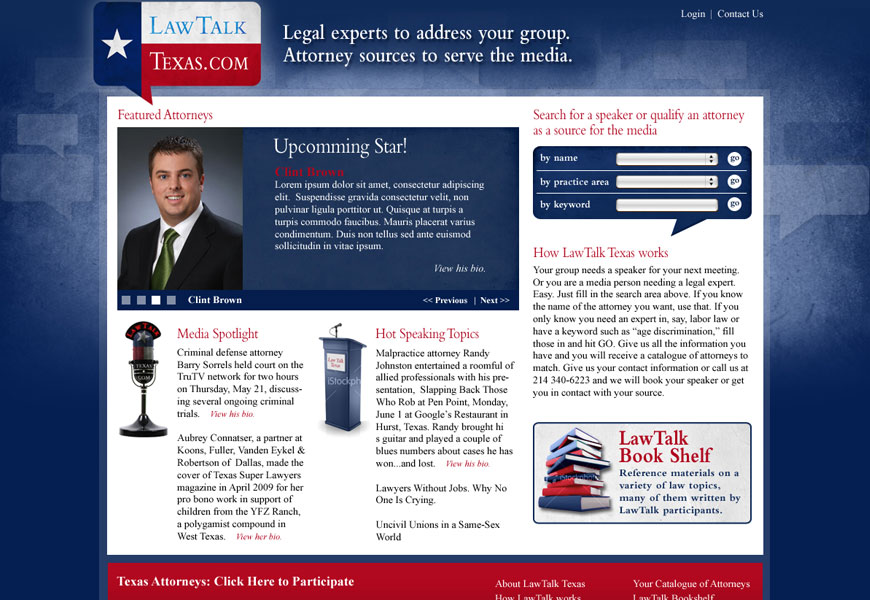 LAWTALK
TEXAS.COM
Legal experts to address your group.
Attorney sources to serve the media.
Login | Contact Us
Featured Attorneys
Upcomming Star!
Clint Brown
Lorem ipsum dolor sit amet, consectetur adipiscing
elit. Suspendisse gravida consectetur velit, non
pulvinar ligula porttitor ut. Quisque at turpis a
turpis commodo faucibus. Mauris placerat varius
condimentum. Duis non tellus sed ante euismod
sollicitudin in vitae ipsum.
View his bio.
Clint Brown
<< Previous | Next >>
LAWTALK
TEXAS
.COM
Media Spotlight
Criminal defense attorney
Barry Sorrels held court on the
TruTV network for two hours
on Thursday, May 21, discuss-
ing several ongoing criminal
trials. View his bio.
Aubrey Connatser, a partner at
Koons, Fuller, Vanden Eykel &
Robertson of Dallas, made the
cover of Texas Super Lawyers
magazine in April 2009 for her
pro bono work in support of
children from the YFZ Ranch,
a polygamist compound in
West Texas. View her bio.
Law Talk
Texas
iStockph
Hot Speaking Topics
Malpractice attorney Randy
Johnston entertained a roomful of
allied professionals with his pre-
sentation, Slapping Back Those
Who Rob at Pen Point, Monday,
June 1 at Google's Restaurant in
Hurst, Texas. Randy brought hi
s guitar and played a couple of
blues numbers about cases he has
won...and lost. View his bio.
Lawyers Without Jobs. Why No
One Is Crying.
Uncivil Unions in a Same-Sex
World
Search for a speaker or qualify an attorney
as a source for the media
by name go
by practice area go
by keyword go
How LawTalk Texas works
Your group needs a speaker for your next meeting.
Or you are a media person needing a legal expert.
Easy. Just fill in the search area above. If you know
the name of the attorney you want, use that. If you
only know you need an expert in, say, labor law or
have a keyword such as “age discrimination,” fill
those in and hit GO. Give us all the information you
have and you will receive a catalogue of attorneys to
match. Give us your contact information or call us at
214 340-6223 and we will book your speaker or get
you in contact with your source.
LawTalk
Book Shelf
Reference materials on a
variety of law topics,
many of them written by
LawTalk participants.
Texas Attorneys: Click Here to Participate
About LawTalk Texas
How LawTalk works
Your Catalogue of Attorneys
LawTalk Bookshelf